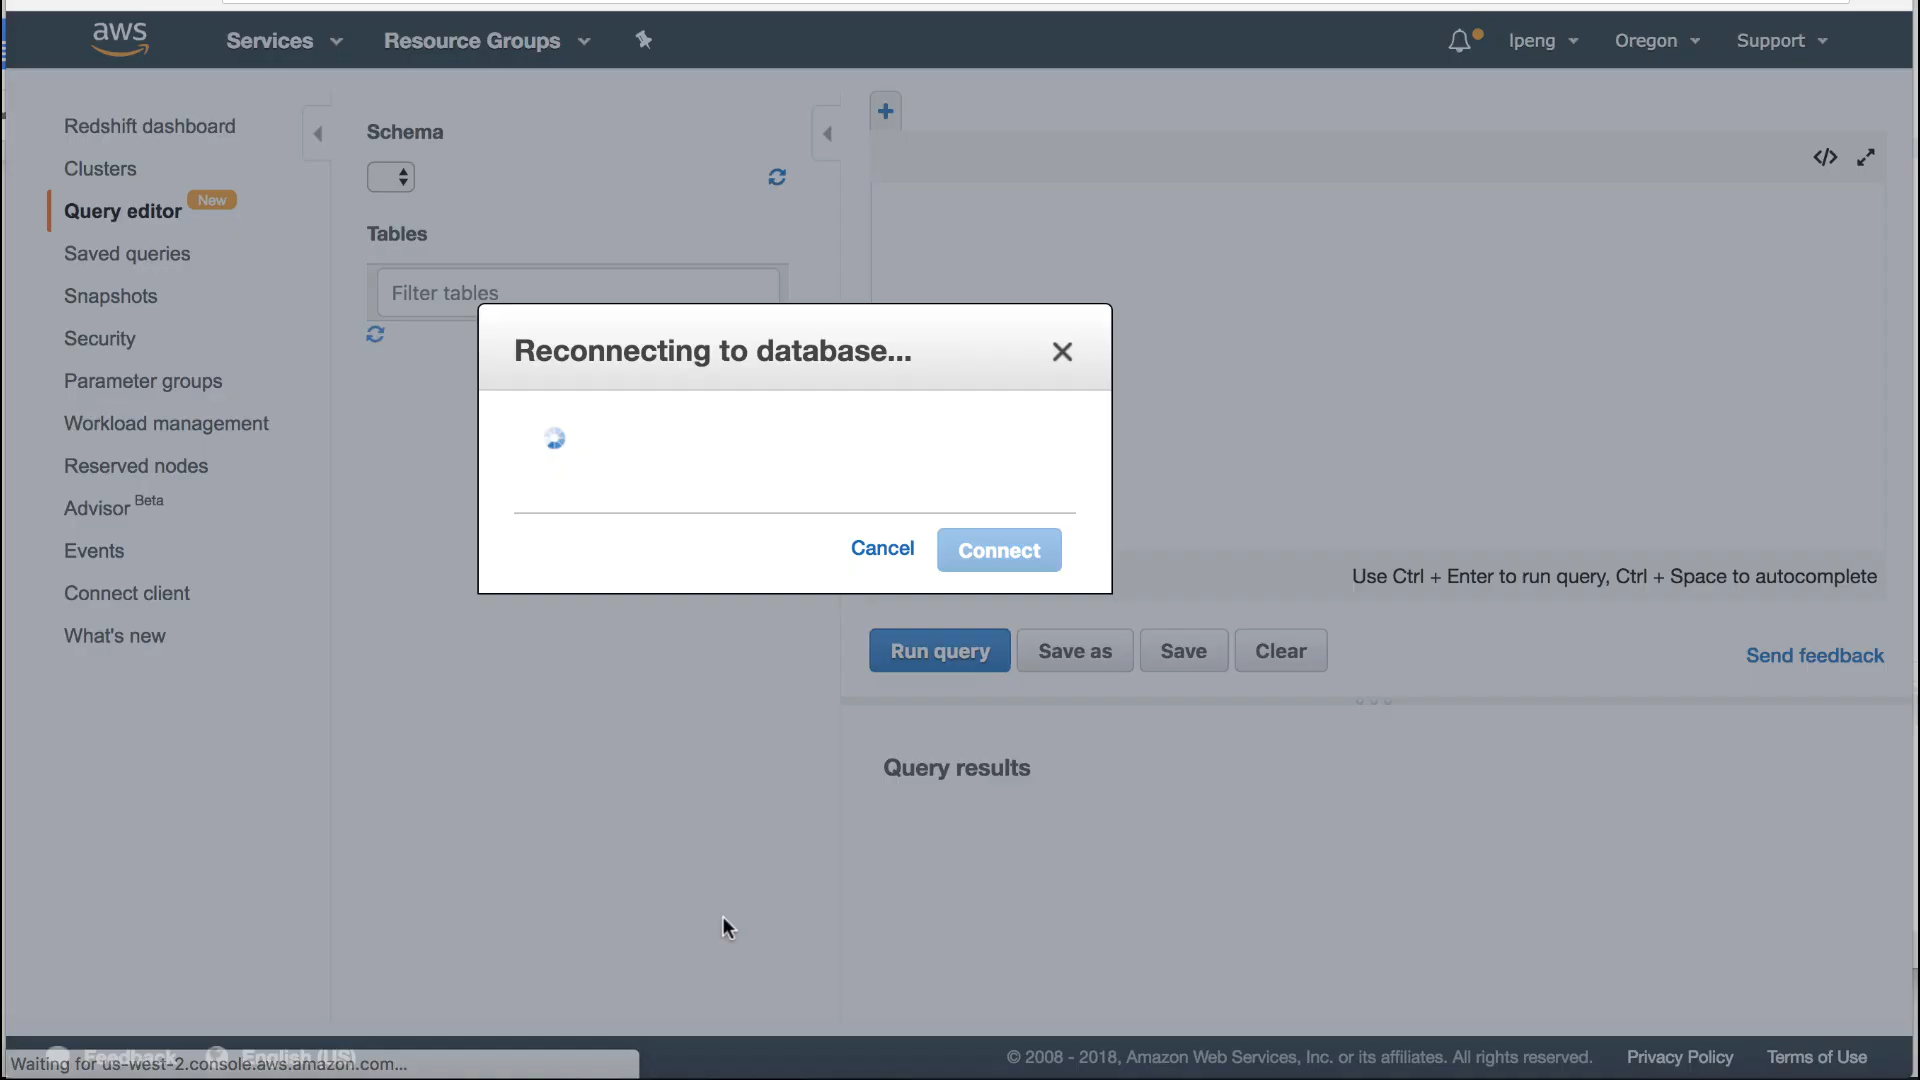 aws
Services
Resource Groups
Ipeng
Oregon
Support
Redshift dashboard
Clusters
Query editor New
Saved queries
Snapshots
Security
Parameter groups
Workload management
Reserved nodes
Advisor Beta
Events
Connect client
What's new
Schema
Tables
Filter tables
Reconnecting to database...
Cancel
Connect
Use Ctrl + Enter to run query, Ctrl + Space to autocomplete
Run query
Save as
Save
Clear
Send feedback
Query results
Feedback
English (US)
Waiting for us-west-2.console.aws.amazon.com...
© 2008 - 2018, Amazon Web Services, Inc. or its affiliates. All rights reserved.
Privacy Policy
Terms of Use